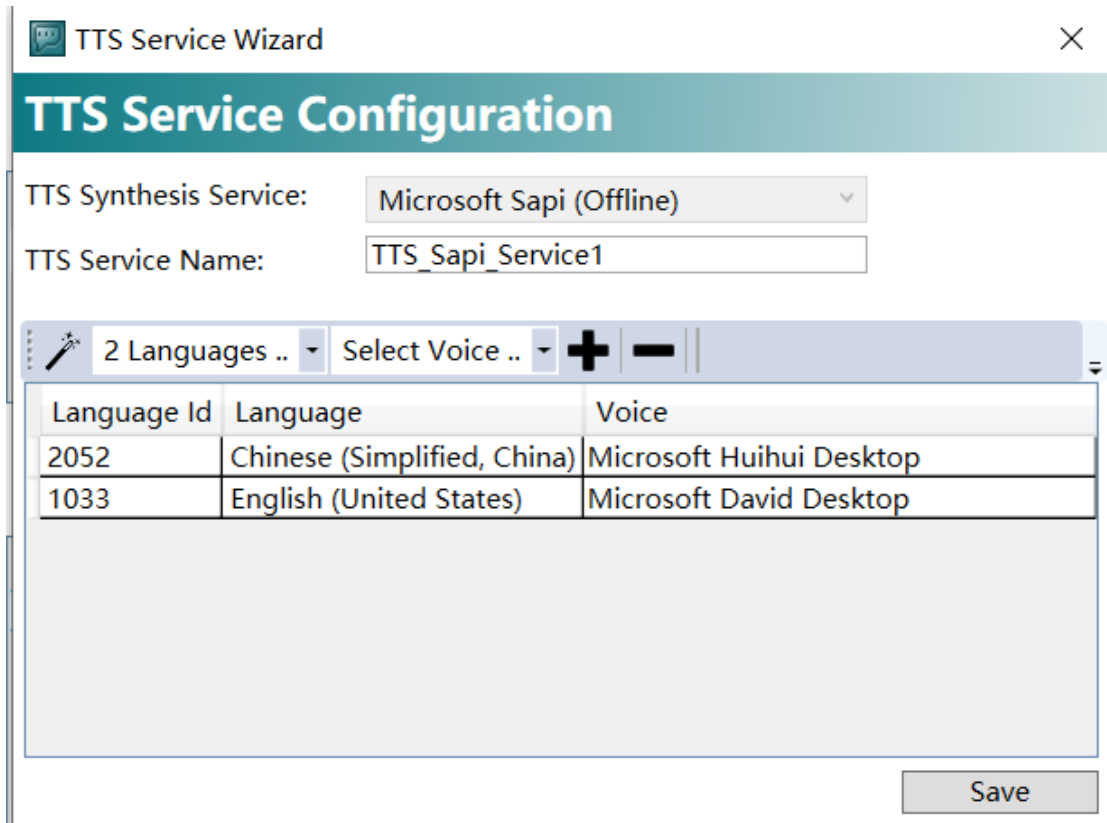 TTS Service Wizard
TTS Service Configuration
TTS Synthesis Service: Microsoft Sapi (Offline)
TTS Service Name: TTS_Sapi_Service1
2 Languages .. Select Voice ..
Language Id Language Voice
2052 Chinese (Simplified, China) Microsoft Huihui Desktop
1033 English (United States) Microsoft David Desktop
Save